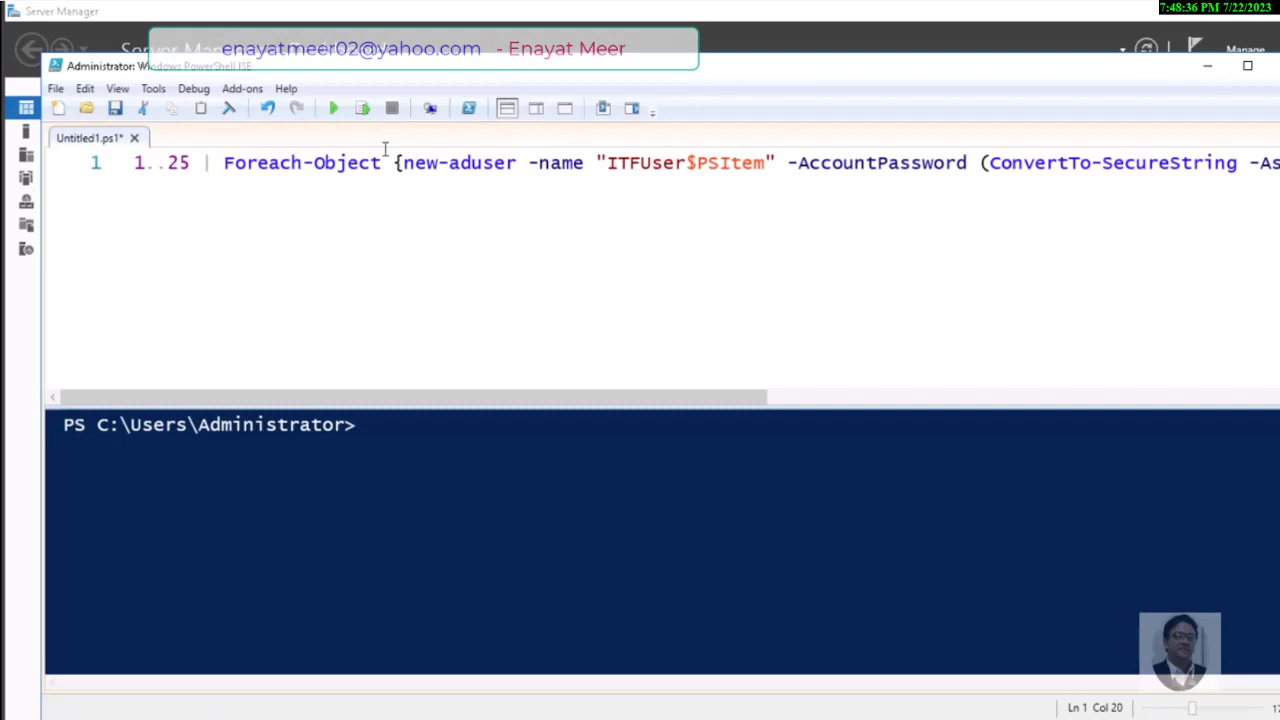 Server Manager
7:48:36 PM 7/22/2023
enayatmeer02@yahoo.com - Enayat Meer
Manage
Administrator: Windows PowerShell ISE
File Edit View Tools Debug Add-ons Help
Untitled1.ps1*
1 1..25 | Foreach-Object {new-aduser -name "ITFUser$PSItem" -AccountPassword (ConvertTo-SecureString -As
PS C:\Users\Administrator>
Ln 1 Col 20